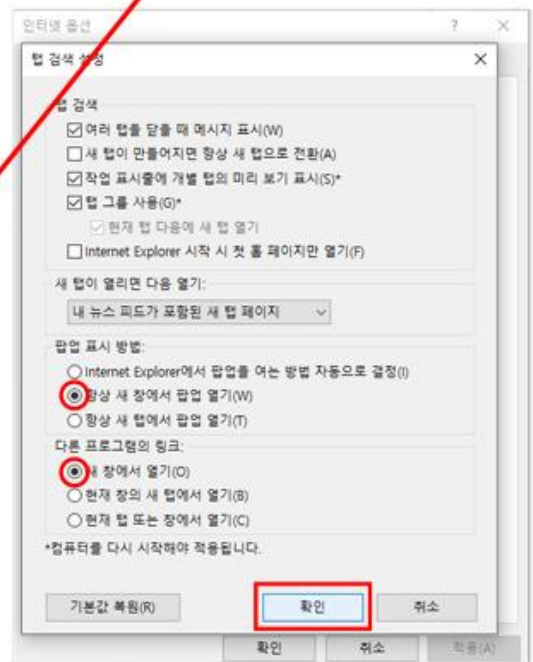 인터넷 옵션 ? ×
탭 검색 설정 ×
탭 검색
여러 탭을 닫을 때 메시지 표시(W)
새 탭이 만들어지면 항상 새 탭으로 전환(A)
작업 표시줄에 개별 탭의 미리 보기 표시(S)*
탭 그룹 사용(G)*
현재 탭 다음에 새 탭 열기
Internet Explorer 시작 시 첫 홈 페이지만 열기(F)
새 탭이 열리면 다음 열기:
내 뉴스 피드가 포함된 새 탭 페이지
팝업 표시 방법:
Internet Explorer에서 팝업을 여는 방법 자동으로 결정(I)
항상 새 창에서 팝업 열기(W)
항상 새 탭에서 팝업 열기(T)
다른 프로그램의 링크:
새 창에서 열기(O)
현재 창의 새 탭에서 열기(B)
현재 탭 또는 창에서 열기(C)
*컴퓨터를 다시 시작해야 적용됩니다.
기본값 복원(R) 확인 취소
확인 취소 적용(A)